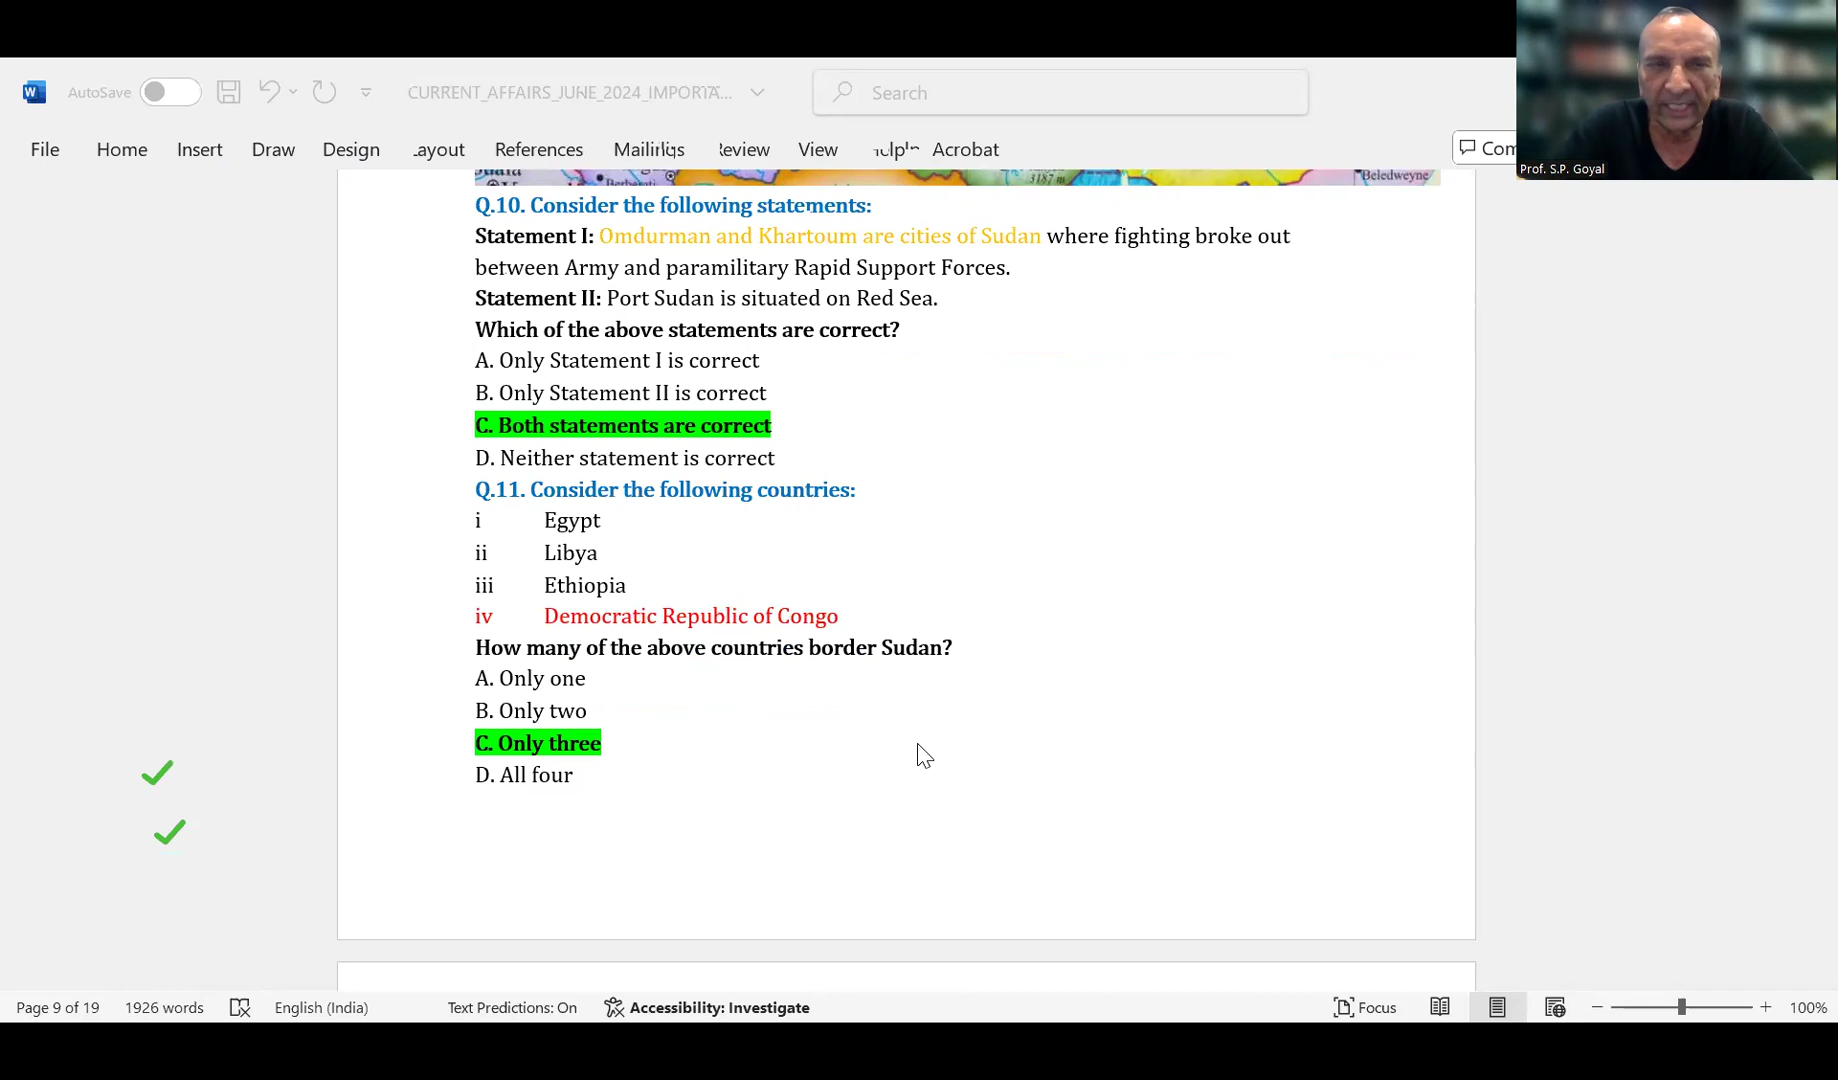 Prof. S.P. Goyal
AutoSave
CURRENT_AFFAIRS_JUNE_2024_IMPORTA...
Search
File Home Insert Draw Design References View Acrobat
Com
Beledweyne
3187 m
Q.10. Consider the following statements:
Statement I: Omdurman and Khartoum are cities of Sudan where fighting broke out
between Army and paramilitary Rapid Support Forces.
Statement II: Port Sudan is situated on Red Sea.
Which of the above statements are correct?
A. Only Statement I is correct
B. Only Statement II is correct
C. Both statements are correct
D. Neither statement is correct
Q.11. Consider the following countries:
i Egypt
ii Libya
iii Ethiopia
iv Democratic Republic of Congo
How many of the above countries border Sudan?
A. Only one
B. Only two
C. Only three
D. All four
Page 9 of 19 1926 words English (India) Text Predictions: On Accessibility: Investigate Focus 100%